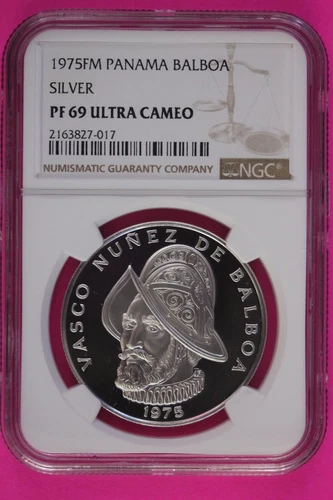 1975FM PANAMA BALBOA
SILVER
PF 69 ULTRA CAMEO
2163827-017
NUMISMATIC GUARANTY COMPANY
NGC
VASCO NUÑEZ DE BALBOA
1975